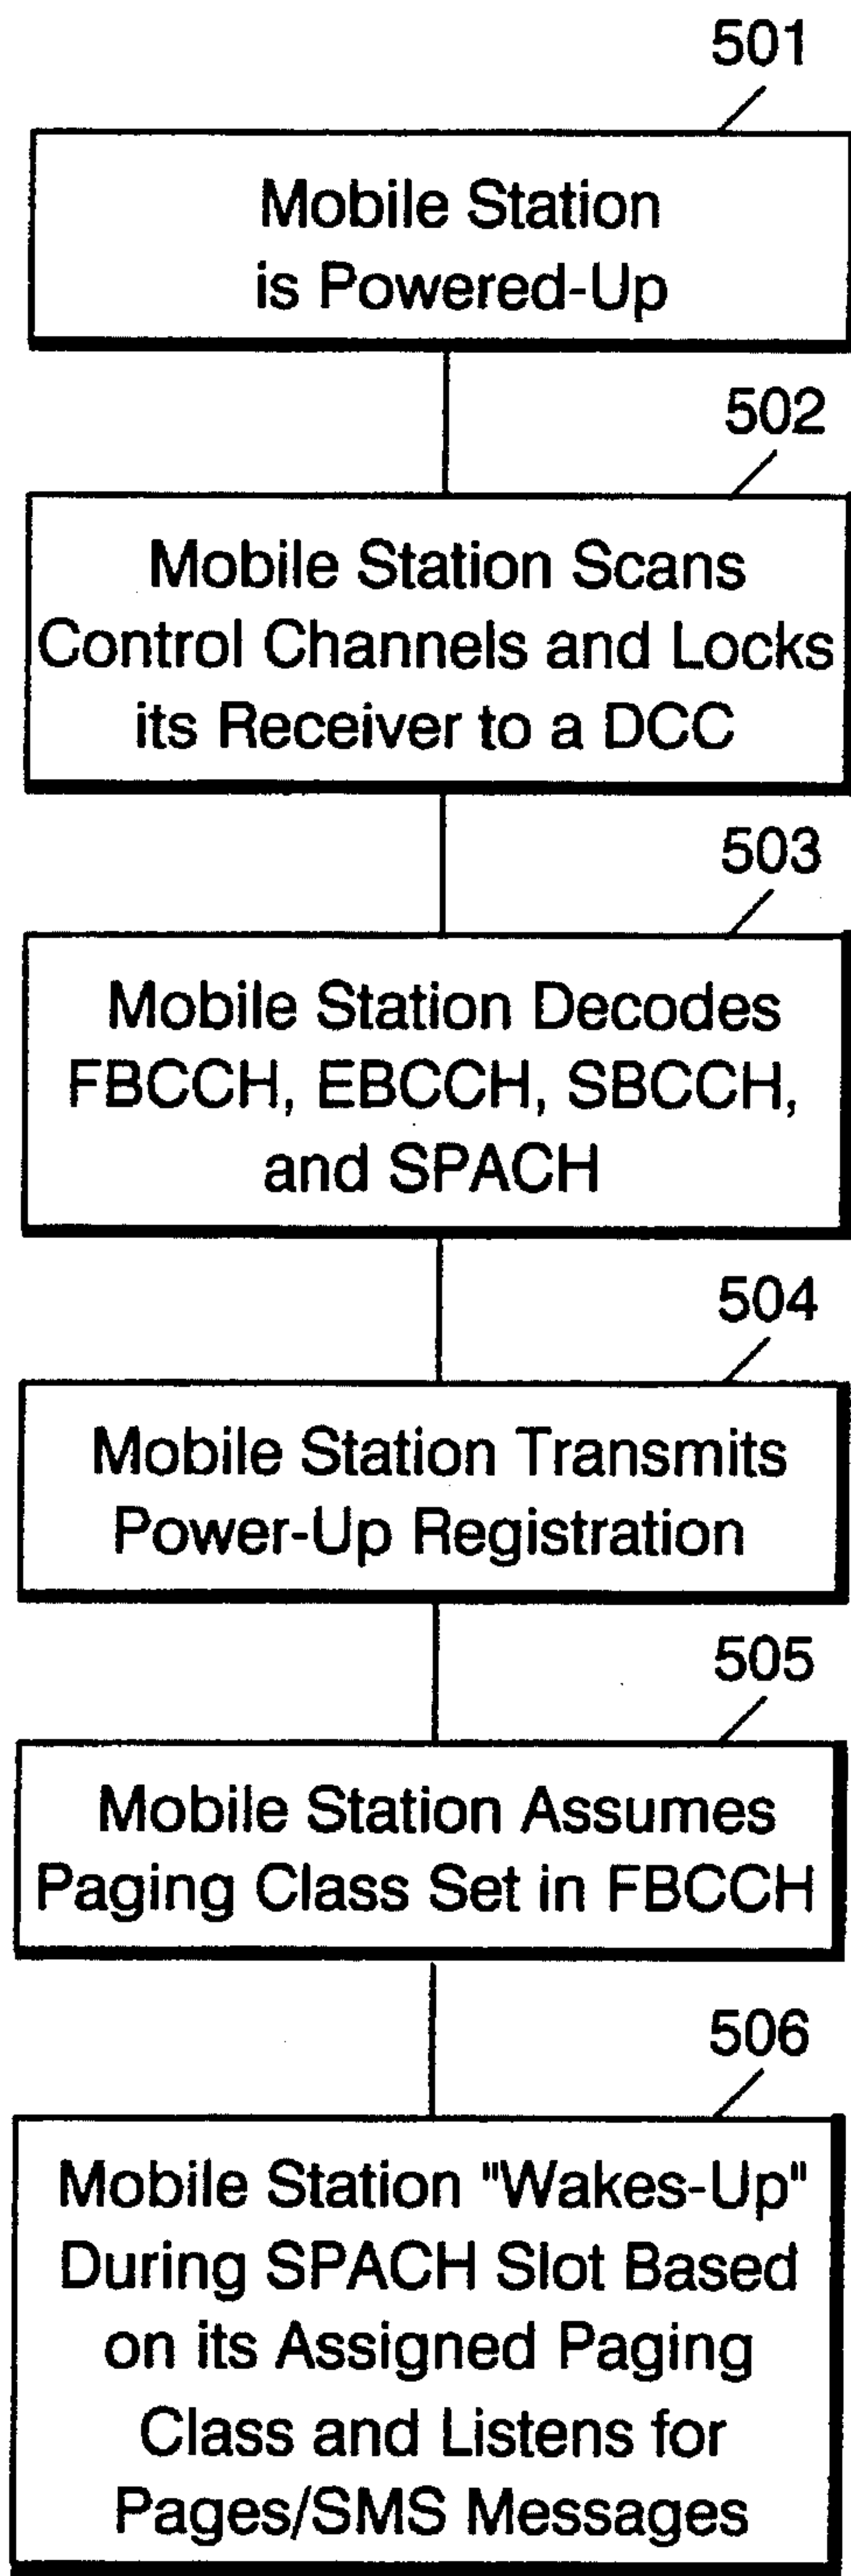 501
Mobile Station
is Powered-Up
502
Mobile Station Scans
Control Channels and Locks
its Receiver to a DCC
503
Mobile Station Decodes
FBCCH, EBCCH, SBCCH,
and SPACH
504
Mobile Station Transmits
Power-Up Registration
505
Mobile Station Assumes
Paging Class Set in FBCCH
506
Mobile Station "Wakes-Up"
During SPACH Slot Based
on its Assigned Paging
Class and Listens for
Pages/SMS Messages